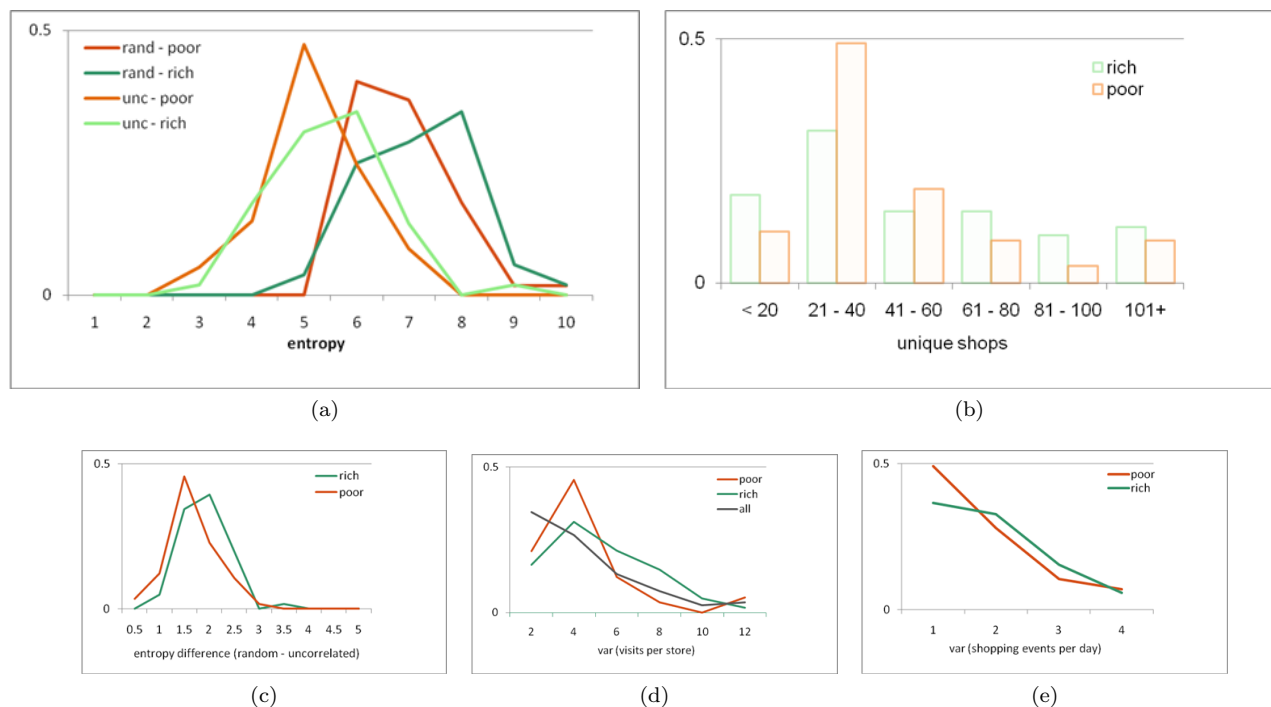 0.5
rand - poor
rand - rich
unc - poor
unc - rich
0
1 2 3 4 5 6 7 8 9 10
entropy
(a)
0.5
rich
poor
0
< 20 21 - 40 41 - 60 61 - 80 81 - 100 101+
unique shops
(b)
0.5
rich
poor
0
0.5 1 1.5 2 2.5 3 3.5 4 4.5 5
entropy difference (random - uncorrelated)
(c)
0.5
poor
rich
all
0
2 4 6 8 10 12
var (visits per store)
(d)
0.5
poor
rich
0
1 2 3 4
var (shopping events per day)
(e)